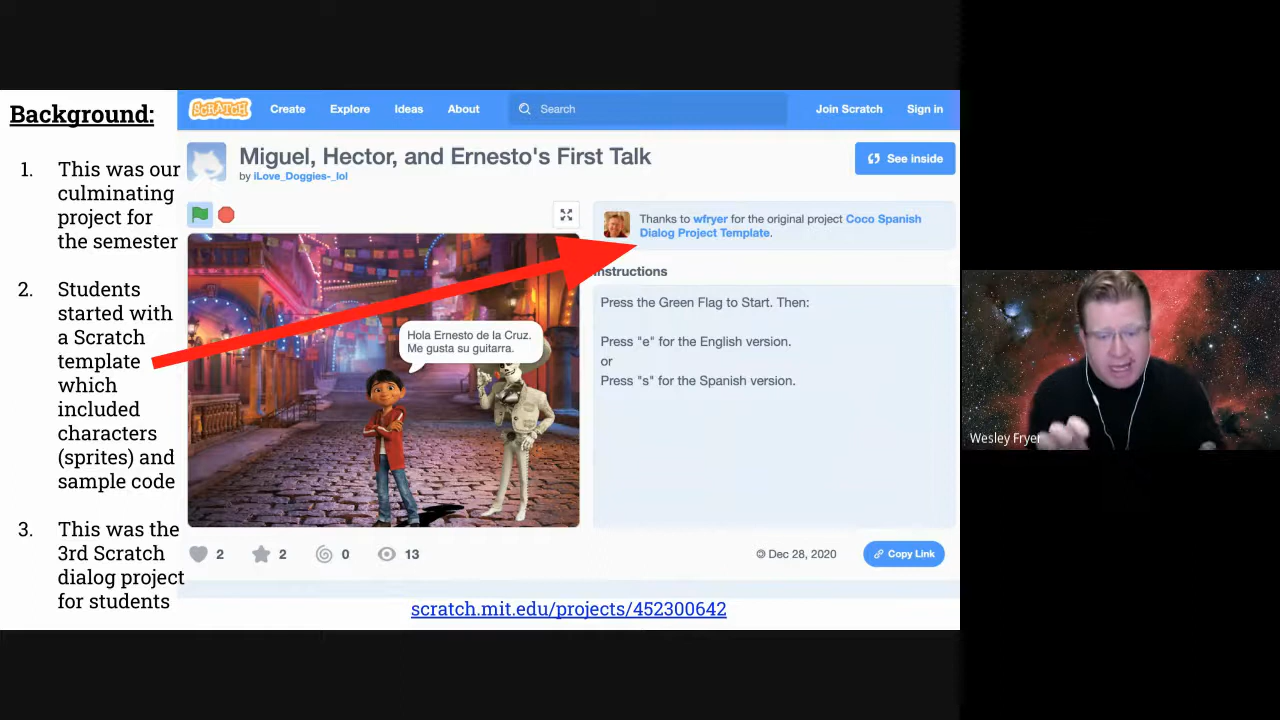 Background:
1. This was our
culminating
project for
the semester
2. Students
started with
a Scratch
template
which
included
characters
(sprites) and
sample code
3. This was the
3rd Scratch
dialog project
for students
SCRATCH
Create
Explore
Ideas
About
Search
Join Scratch
Sign in
Miguel, Hector, and Ernesto's First Talk
by iLove_Doggies-_lol
See inside
Thanks to wfryer for the original project Coco Spanish
Dialog Project Template.
Instructions
Press the Green Flag to Start. Then:
Press "e" for the English version.
or
Press "s" for the Spanish version.
Hola Ernesto de la Cruz.
Me gusta su guitarra.
2
2
0
13
© Dec 28, 2020
Copy Link
scratch.mit.edu/projects/452300642
Wesley Fryer